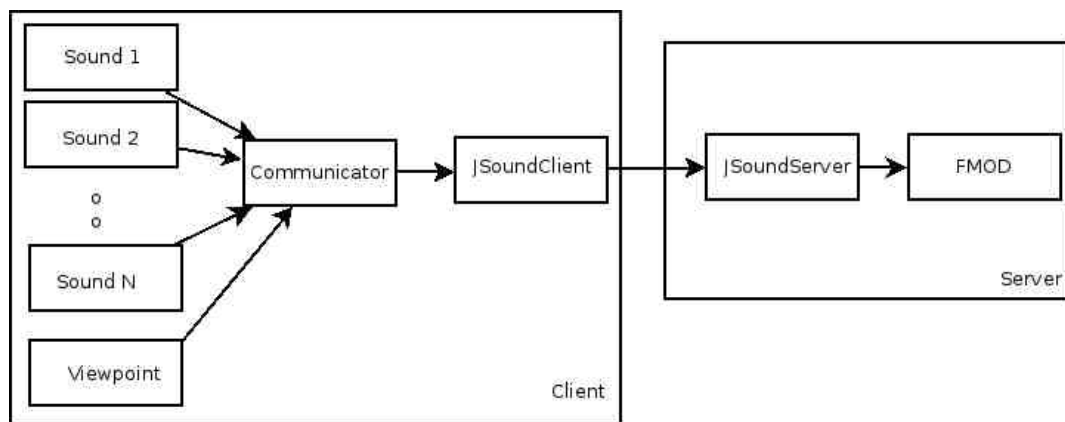 Sound 1
Sound 2
o
o
Sound N
Viewpoint
Communicator
JSoundClient
Client
JSoundServer
FMOD
Server